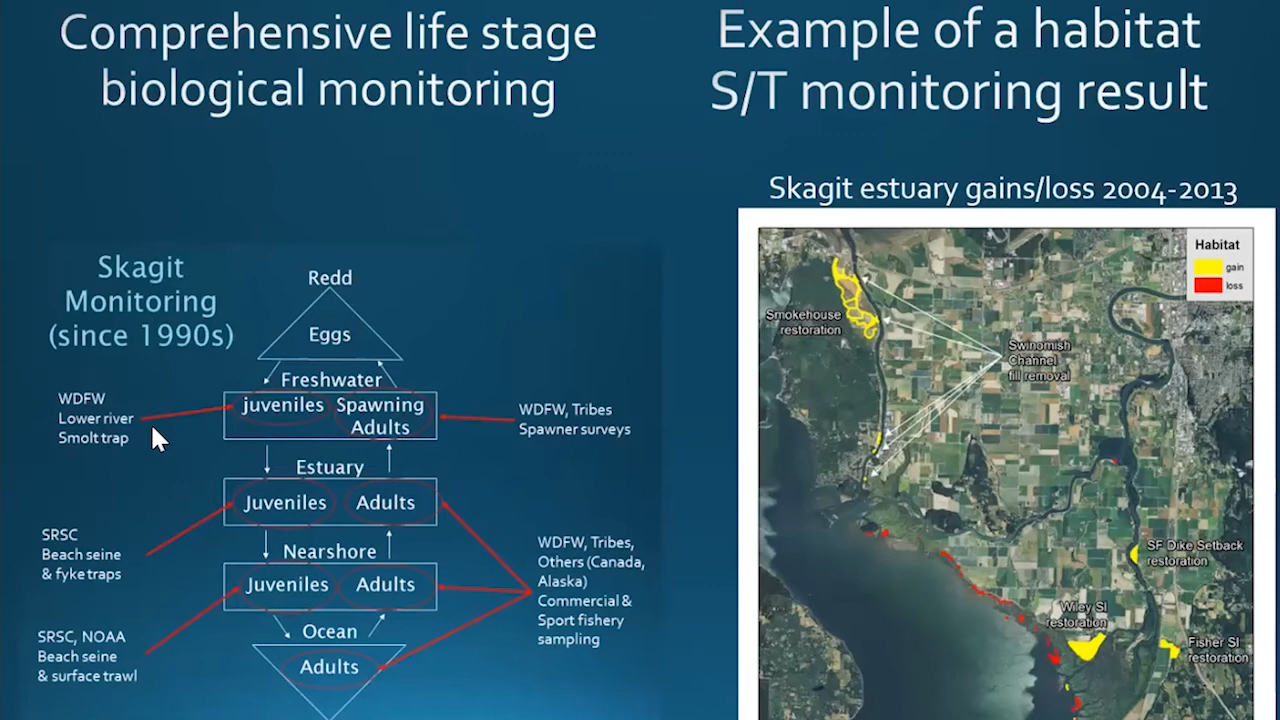 Comprehensive life stage
biological monitoring
Example of a habitat
S/T monitoring result
Skagit
Monitoring
(since 1990s)
Redd
Eggs
Freshwater
juveniles
Spawning
Adults
WDFW
Lower river
Smolt trap
WDFW, Tribes
Spawner surveys
Estuary
Juveniles
Adults
SRSC
Beach seine
& fyke traps
Nearshore
Juveniles
Adults
WDFW, Tribes,
Others (Canada,
Alaska)
Commercial &
Sport fishery
sampling
SRSC, NOAA
Beach seine
& surface trawl
Ocean
Adults
Skagit estuary gains/loss 2004-2013
Habitat
gain
loss
Smokehouse
restoration
Swinomish
Channel
fill removal
SF Dike Setback
restoration
Wiley SI
restoration
Fisher SI
restoration